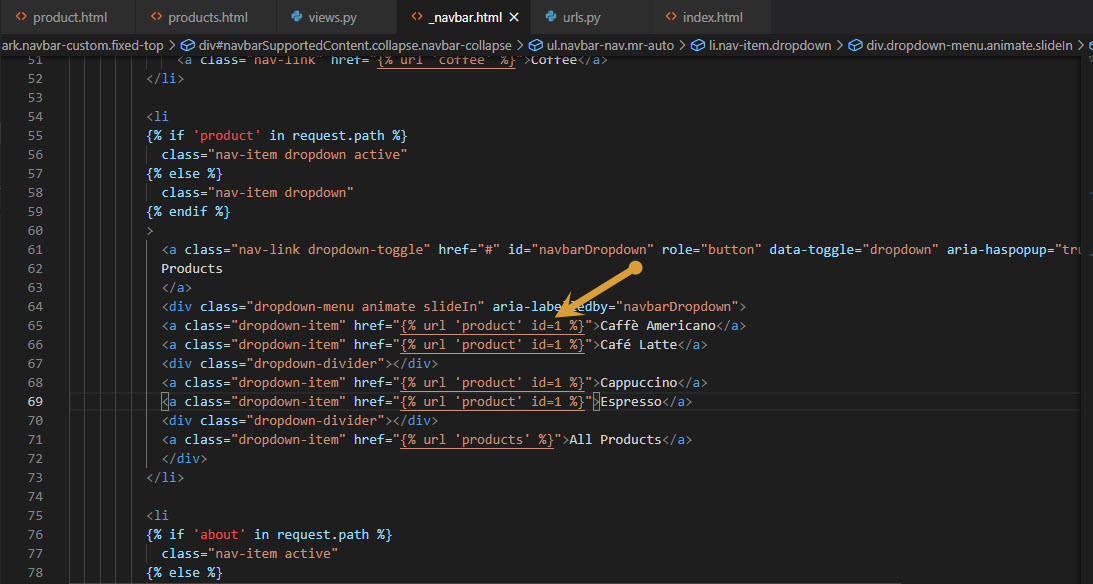 product.html products.html views.py _navbar.html urls.py index.html
ark.navbar-custom.fixed-top > div#navbarSupportedContent.collapse.navbar-collapse > ul.navbar-nav.mr-auto > li.nav-item.dropdown > div.dropdown-menu.animate.slideIn >
51 <a class="nav-link" href="{% url 'coffee' %}">Coffee</a>
52 </li>
53
54 <li
55 {% if 'product' in request.path %}
56 class="nav-item dropdown active"
57 {% else %}
58 class="nav-item dropdown"
59 {% endif %}
60 >
61 <a class="nav-link dropdown-toggle" href="#" id="navbarDropdown" role="button" data-toggle="dropdown" aria-haspopup="tru
62 Products
63 </a>
64 <div class="dropdown-menu animate slideIn" aria-labelledby="navbarDropdown">
65 <a class="dropdown-item" href="{% url 'product' id=1 %}">Caffè Americano</a>
66 <a class="dropdown-item" href="{% url 'product' id=1 %}">Café Latte</a>
67 <div class="dropdown-divider"></div>
68 <a class="dropdown-item" href="{% url 'product' id=1 %}">Cappuccino</a>
69 <a class="dropdown-item" href="{% url 'product' id=1 %}">Espresso</a>
70 <div class="dropdown-divider"></div>
71 <a class="dropdown-item" href="{% url 'products' %}">All Products</a>
72 </div>
73 </li>
74
75 <li
76 {% if 'about' in request.path %}
77 class="nav-item active"
78 {% else %}